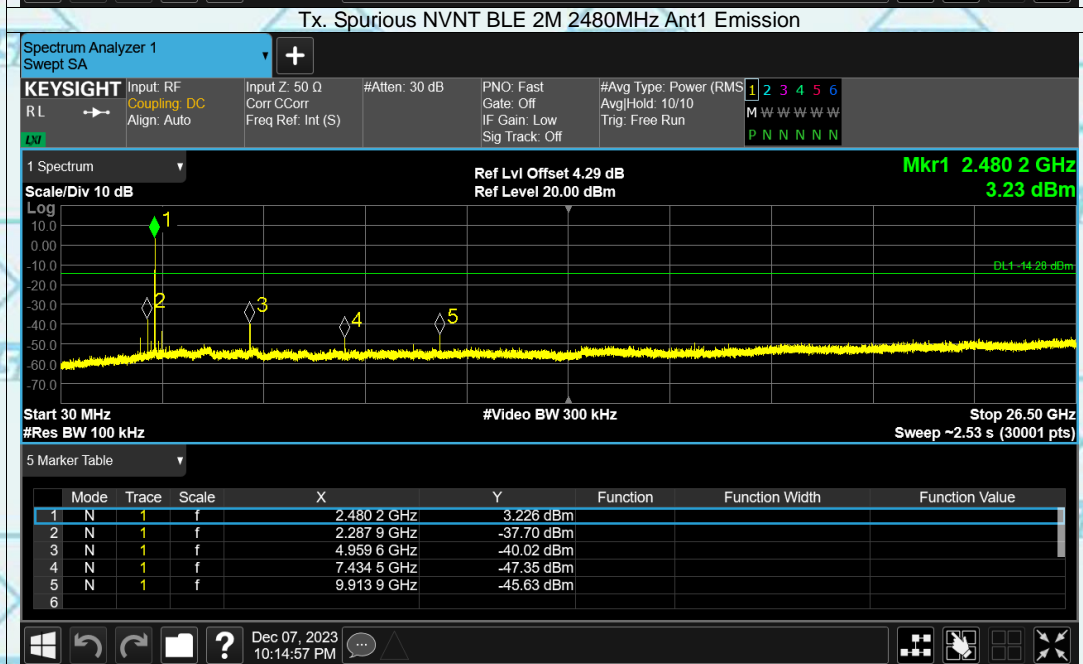 Tx. Spurious NVNT BLE 2M 2480MHz Ant1 Emission
Spectrum Analyzer 1
Swept SA
+
KEYSIGHT Input: RF Input Z: 50 Ω #Atten: 30 dB PNO: Fast #Avg Type: Power (RMS 1 2 3 4 5 6
RL Coupling: DC Corr CCorr Gate: Off Avg|Hold: 10/10 M W W W W W
Align: Auto Freq Ref: Int (S) IF Gain: Low Trig: Free Run
LXI Sig Track: Off P N N N N N
1 Spectrum Ref Lvl Offset 4.29 dB Mkr1 2.480 2 GHz
Scale/Div 10 dB Ref Level 20.00 dBm 3.23 dBm
Log
1
10.0
0.00
-10.0 DL1 -14.28 dBm
-20.0
-30.0 2 3
-40.0 4 5
-50.0
-60.0
-70.0
Start 30 MHz #Video BW 300 kHz Stop 26.50 GHz
#Res BW 100 kHz Sweep ~2.53 s (30001 pts)
5 Marker Table
Mode Trace Scale X Y Function Function Width Function Value
1 N 1 f 2.480 2 GHz 3.226 dBm
2 N 1 f 2.287 9 GHz -37.70 dBm
3 N 1 f 4.959 6 GHz -40.02 dBm
4 N 1 f 7.434 5 GHz -47.35 dBm
5 N 1 f 9.913 9 GHz -45.63 dBm
6
? Dec 07, 2023
10:14:57 PM